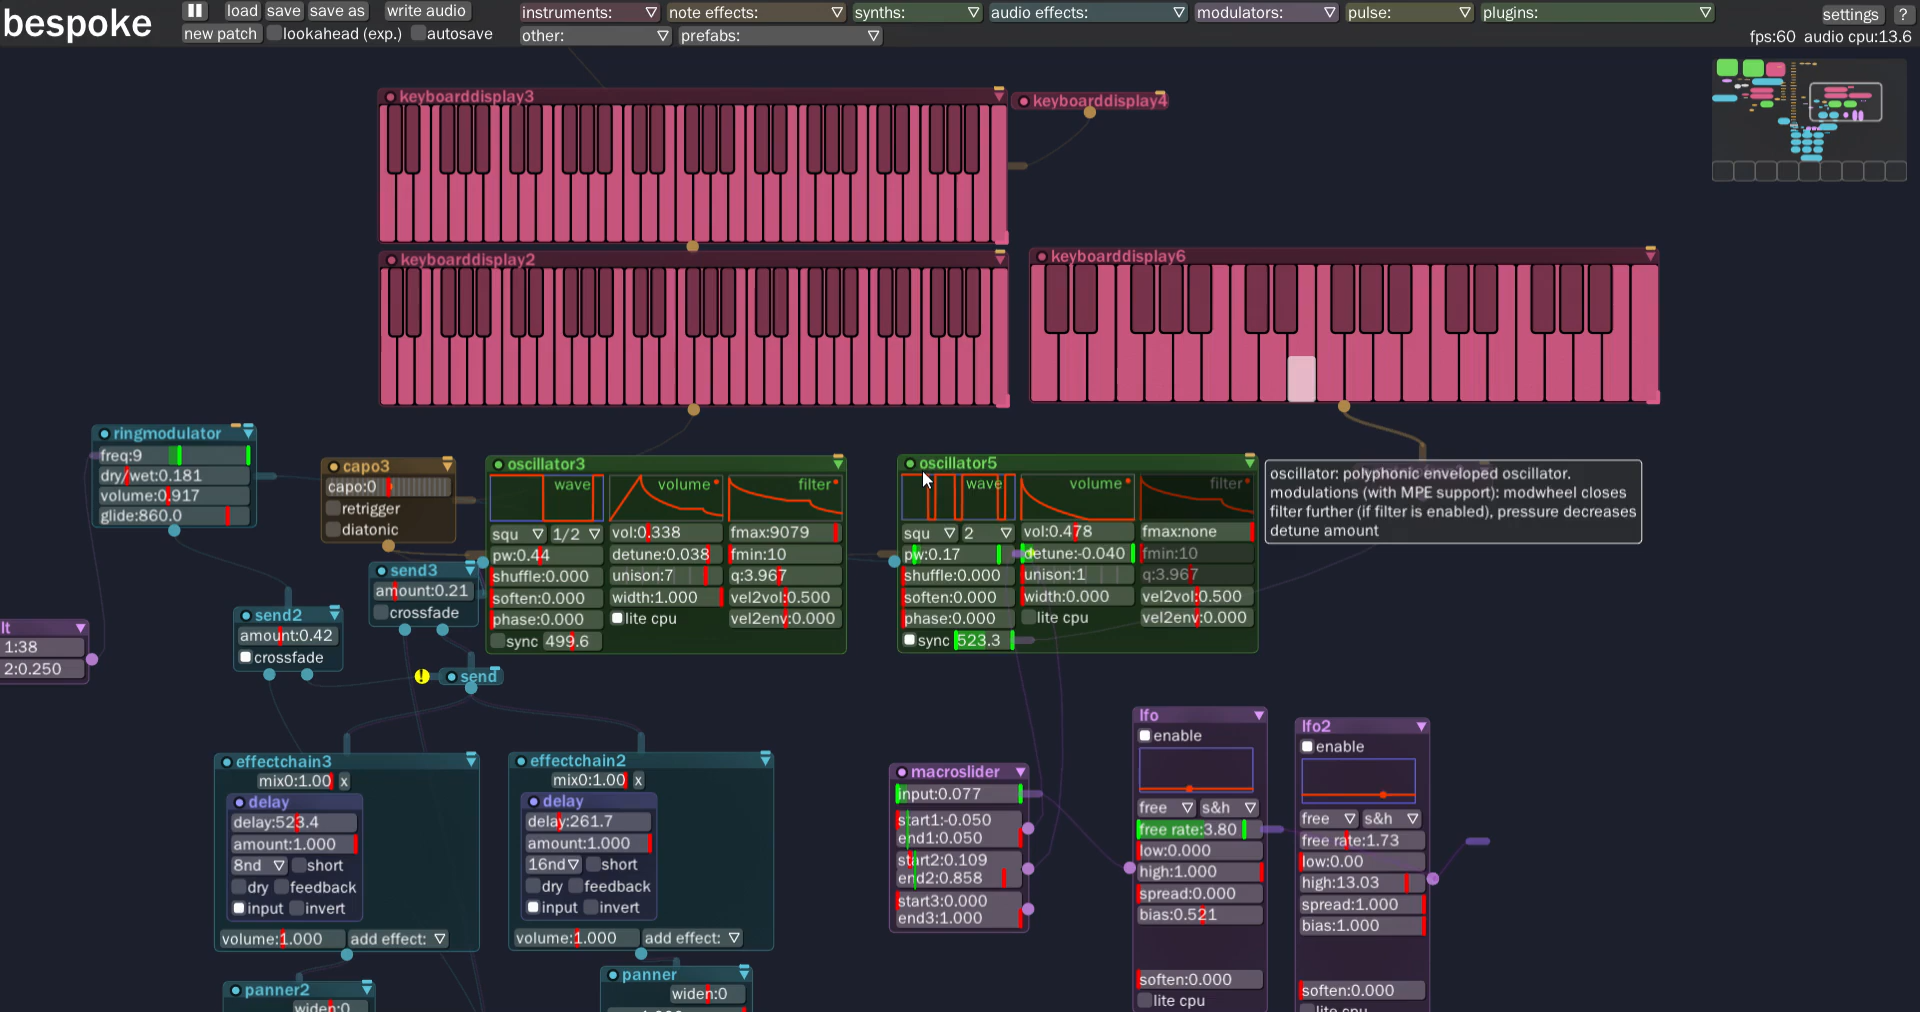 bespoke
load save save as write audio
new patch lookahead (exp.) autosave
instruments: note effects: synths: audio effects: modulators: pulse: plugins:
other: prefabs:
settings ?
fps:60 audio cpu:13.6
keyboarddisplay3
keyboarddisplay4
keyboarddisplay2
keyboarddisplay6
ringmodulator
freq:9
dry/wet:0.181
volume:0.917
glide:860.0
capo3
capo:0
retrigger
diatonic
send3
amount:0.21
crossfade
send2
amount:0.42
crossfade
lt
1:38
2:0.250
! send
oscillator3
wave volume filter
squ 1/2 vol:0.338 fmax:9079
pw:0.44 detune:0.038 fmin:10
shuffle:0.000 unison:7 q:3.967
soften:0.000 width:1.000 vel2vol:0.500
phase:0.000 lite cpu vel2env:0.000
sync 499.6
oscillator5
wave volume filter
squ 2 vol:0.478 fmax:none
pw:0.17 detune:-0.040 fmin:10
shuffle:0.000 unison:1 q:3.967
soften:0.000 width:0.000 vel2vol:0.500
phase:0.000 lite cpu vel2env:0.000
sync 523.3
oscillator: polyphonic enveloped oscillator.
modulations (with MPE support): modwheel closes
filter further (if filter is enabled), pressure decreases
detune amount
effectchain3
mix0:1.00 x
delay
delay:523.4
amount:1.000
8nd short
dry feedback
input invert
volume:1.000 add effect:
effectchain2
mix0:1.00 x
delay
delay:261.7
amount:1.000
16nd short
dry feedback
input invert
volume:1.000 add effect:
panner2
widen:0
panner
widen:0
macroslider
input:0.077
start1:-0.050
end1:0.050
start2:0.109
end2:0.858
start3:0.000
end3:1.000
lfo
enable
free s&h
free rate:3.80
low:0.000
high:1.000
spread:0.000
bias:0.521
soften:0.000
lite cpu
lfo2
enable
free s&h
free rate:1.73
low:0.00
high:13.03
spread:1.000
bias:1.000
soften:0.000
lite cpu